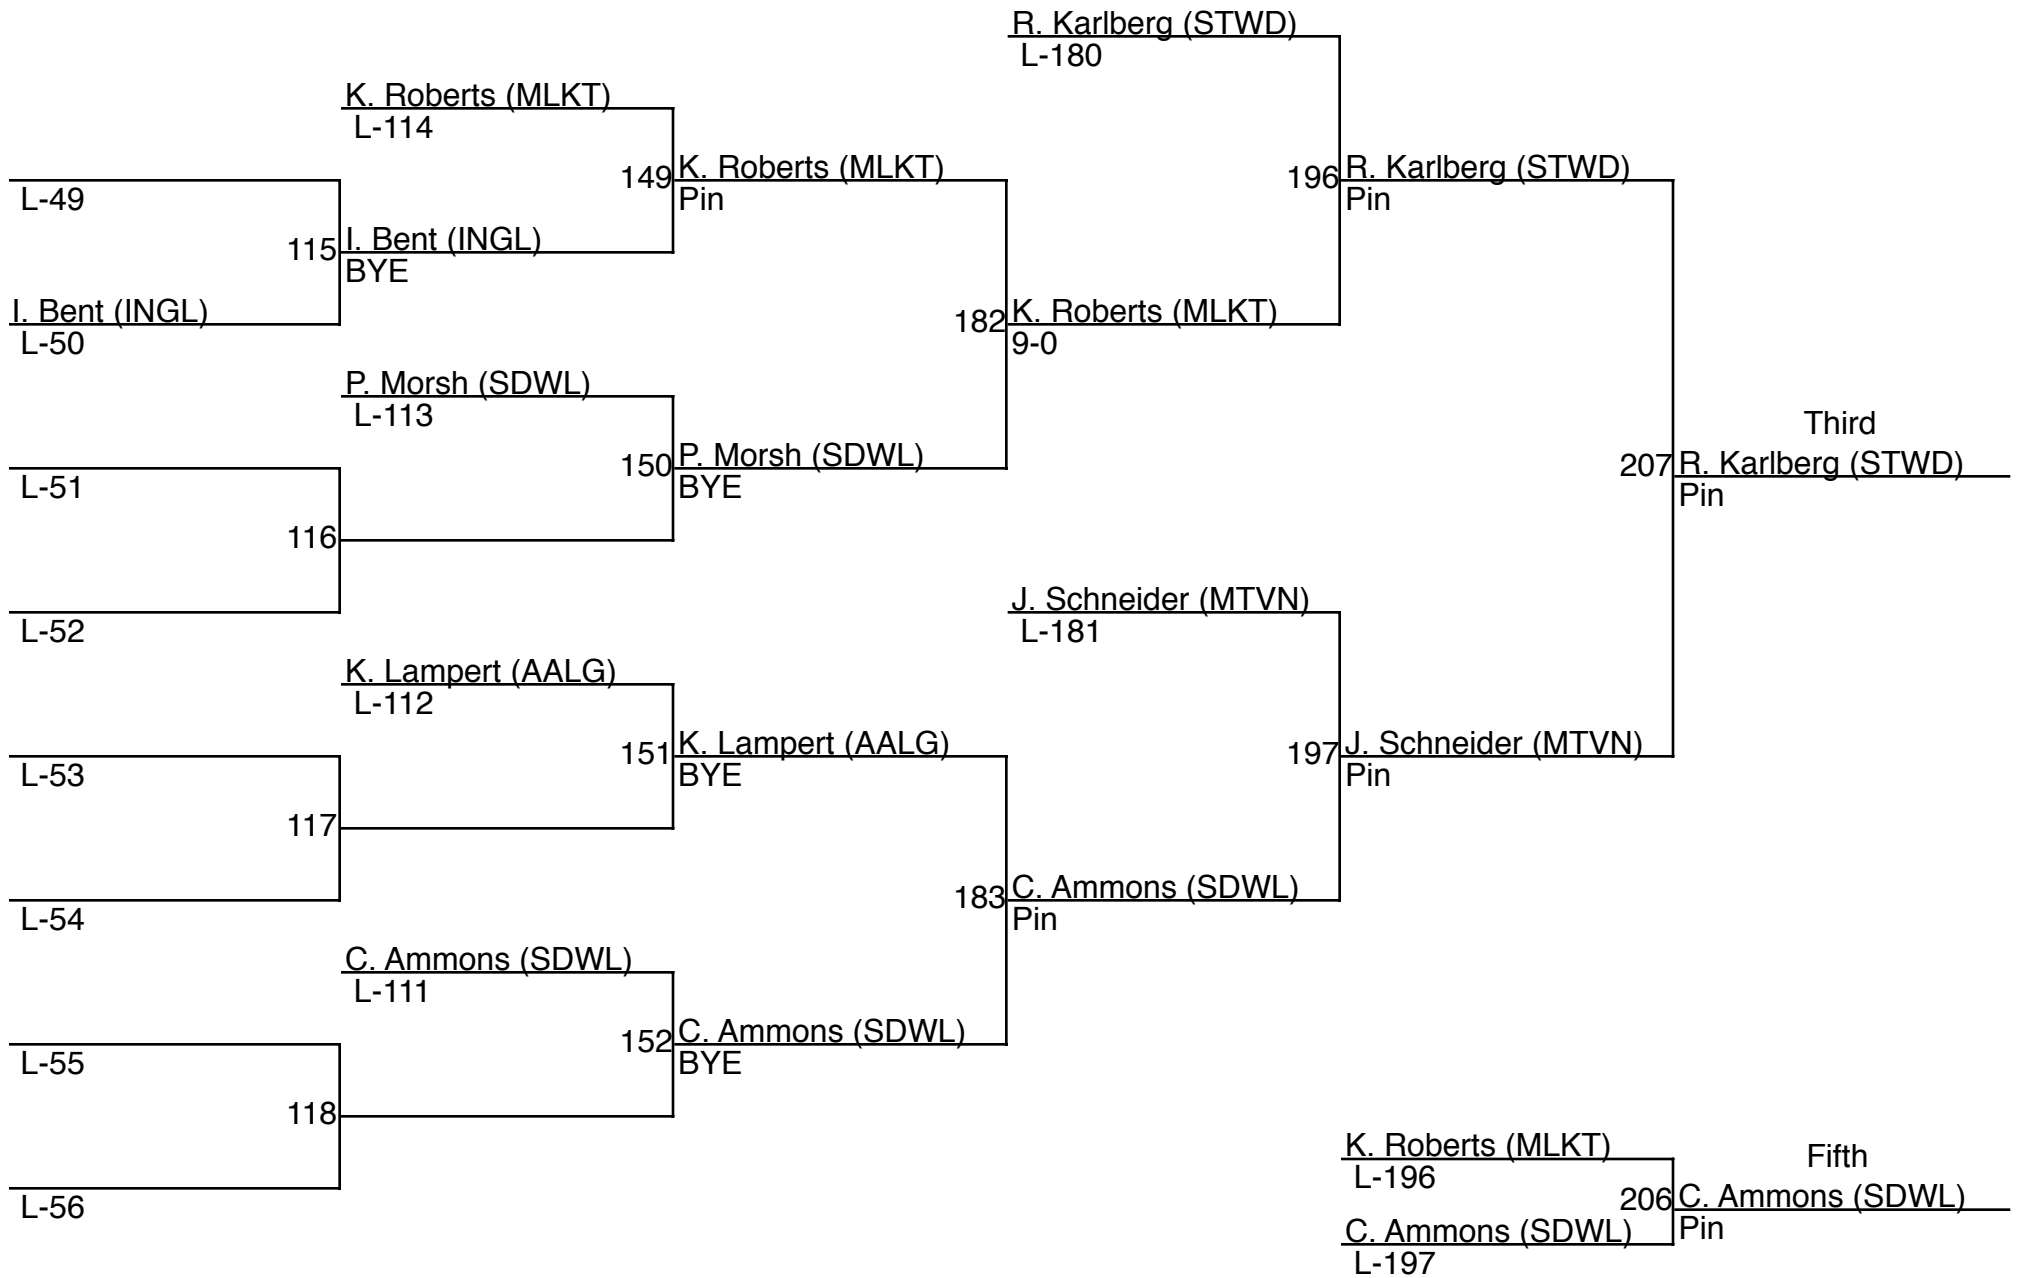 R. Karlberg (STWD)
L-180
K. Roberts (MLKT)
L-114
149 K. Roberts (MLKT)
Pin
196 R. Karlberg (STWD)
Pin
L-49
115 I. Bent (INGL)
BYE
I. Bent (INGL)
L-50
182 K. Roberts (MLKT)
9-0
P. Morsh (SDWL)
L-113
150 P. Morsh (SDWL)
BYE
Third
207 R. Karlberg (STWD)
Pin
L-51
116
L-52
J. Schneider (MTVN)
L-181
K. Lampert (AALG)
L-112
151 K. Lampert (AALG)
BYE
197 J. Schneider (MTVN)
Pin
L-53
117
L-54
183 C. Ammons (SDWL)
Pin
C. Ammons (SDWL)
L-111
152 C. Ammons (SDWL)
BYE
L-55
118
L-56
K. Roberts (MLKT)
L-196
Fifth
206 C. Ammons (SDWL)
Pin
C. Ammons (SDWL)
L-197